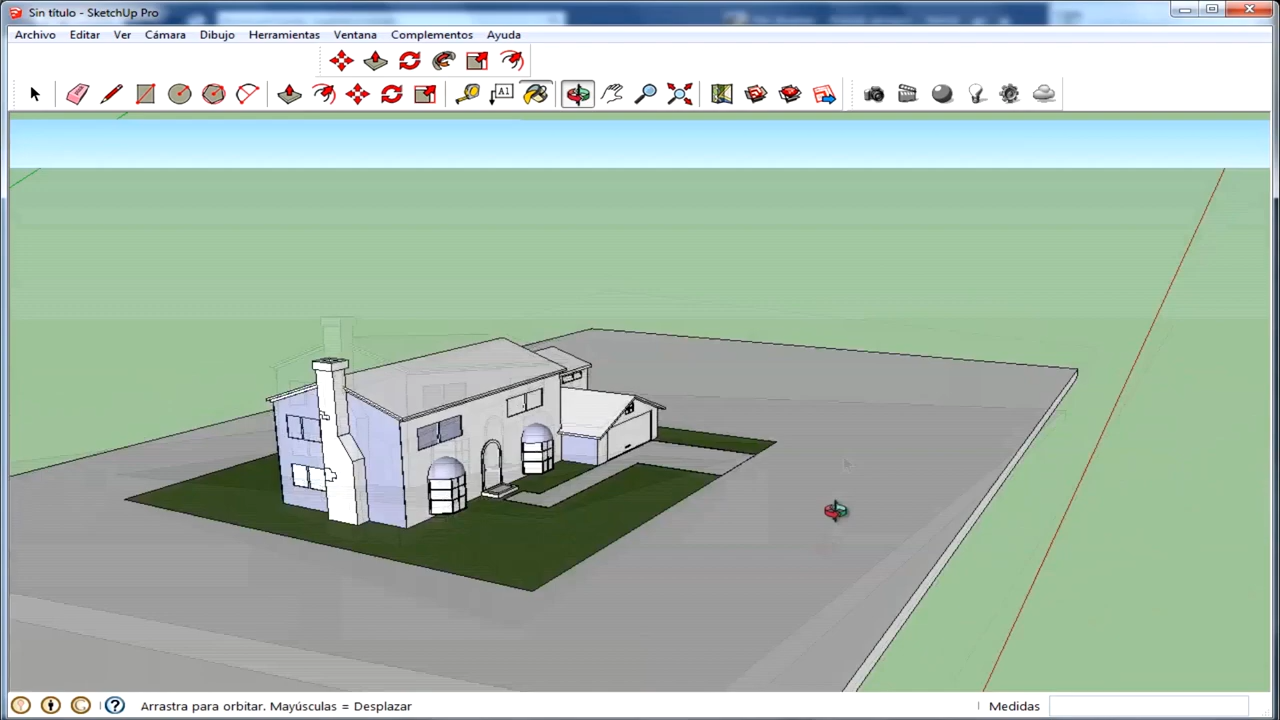 Sin título - SketchUp Pro
Archivo Editar Ver Cámara Dibujo Herramientas Ventana Complementos Ayuda
A1
Arrastra para orbitar. Mayúsculas = Desplazar
Medidas